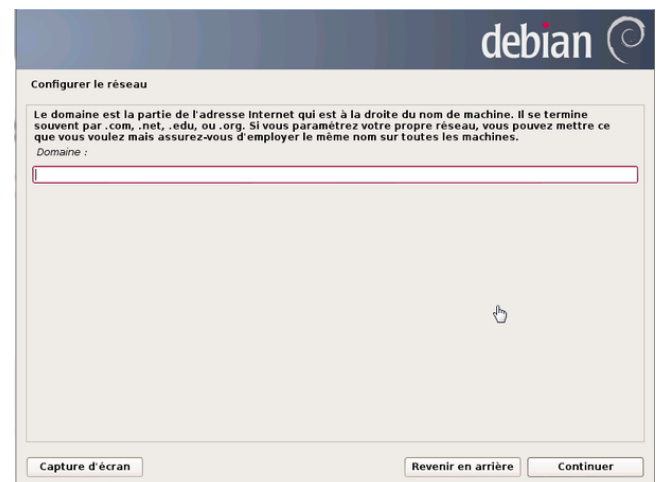 debian
Configurer le réseau
Le domaine est la partie de l'adresse Internet qui est à la droite du nom de machine. Il se termine
souvent par .com, .net, .edu, ou .org. Si vous paramétrez votre propre réseau, vous pouvez mettre ce
que vous voulez mais assurez-vous d'employer le même nom sur toutes les machines.
Domaine :
Capture d'écran
Revenir en arrière
Continuer